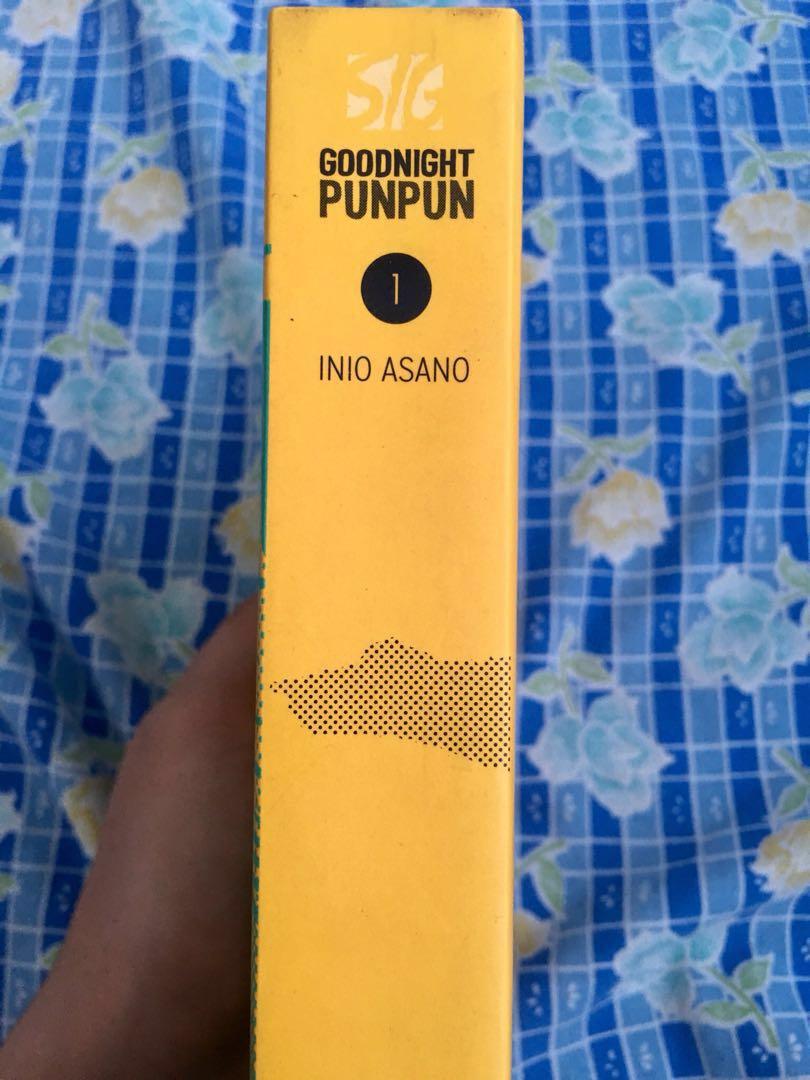 SIG
GOODNIGHT
PUNPUN
1
INIO ASANO